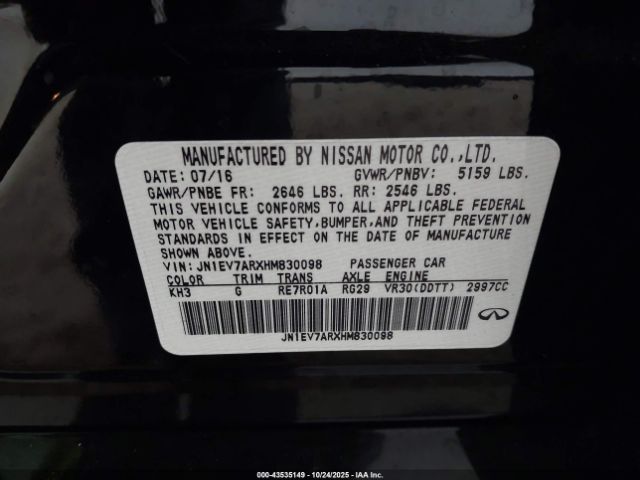 MANUFACTURED BY NISSAN MOTOR CO.,LTD.
DATE: 07/16 GVWR/PNBV: 5159 LBS.
GAWR/PNBE FR: 2646 LBS. RR: 2546 LBS.
THIS VEHICLE CONFORMS TO ALL APPLICABLE FEDERAL
MOTOR VEHICLE SAFETY,BUMPER,AND THEFT PREVENTION
STANDARDS IN EFFECT ON THE DATE OF MANUFACTURE
SHOWN ABOVE.
VIN: JN1EV7ARXHM830098 PASSENGER CAR
COLOR TRIM TRANS AXLE ENGINE
KH3 G RE7R01A RG29 VR30(DDTT) 2997CC
JN1EV7ARXHM830098
INFINITI
000-43535149 - 10/24/2025 - IAA, Inc.